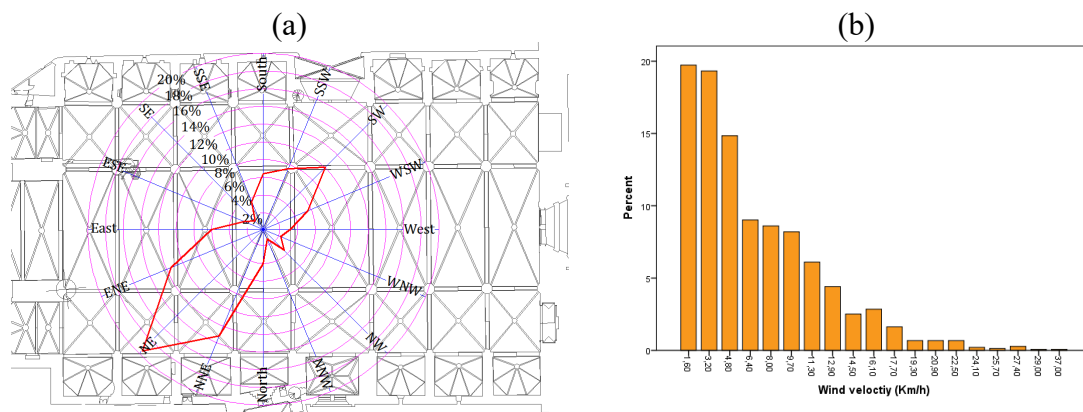 (a)
(b)
South
SSE
SSW
20%
18%
SE
SW
16%
14%
12%
10%
ESE
WSW
8%
6%
4%
2%
East
West
ENE
WNW
NE
NW
NNE
NNW
North
20
15
10
5
0
Percent
1,60
3,20
4,80
6,40
8,00
9,70
11,30
12,90
14,50
16,10
17,70
19,30
20,90
22,50
24,10
25,70
27,40
29,00
37,00
Wind veloctiy (Km/h)